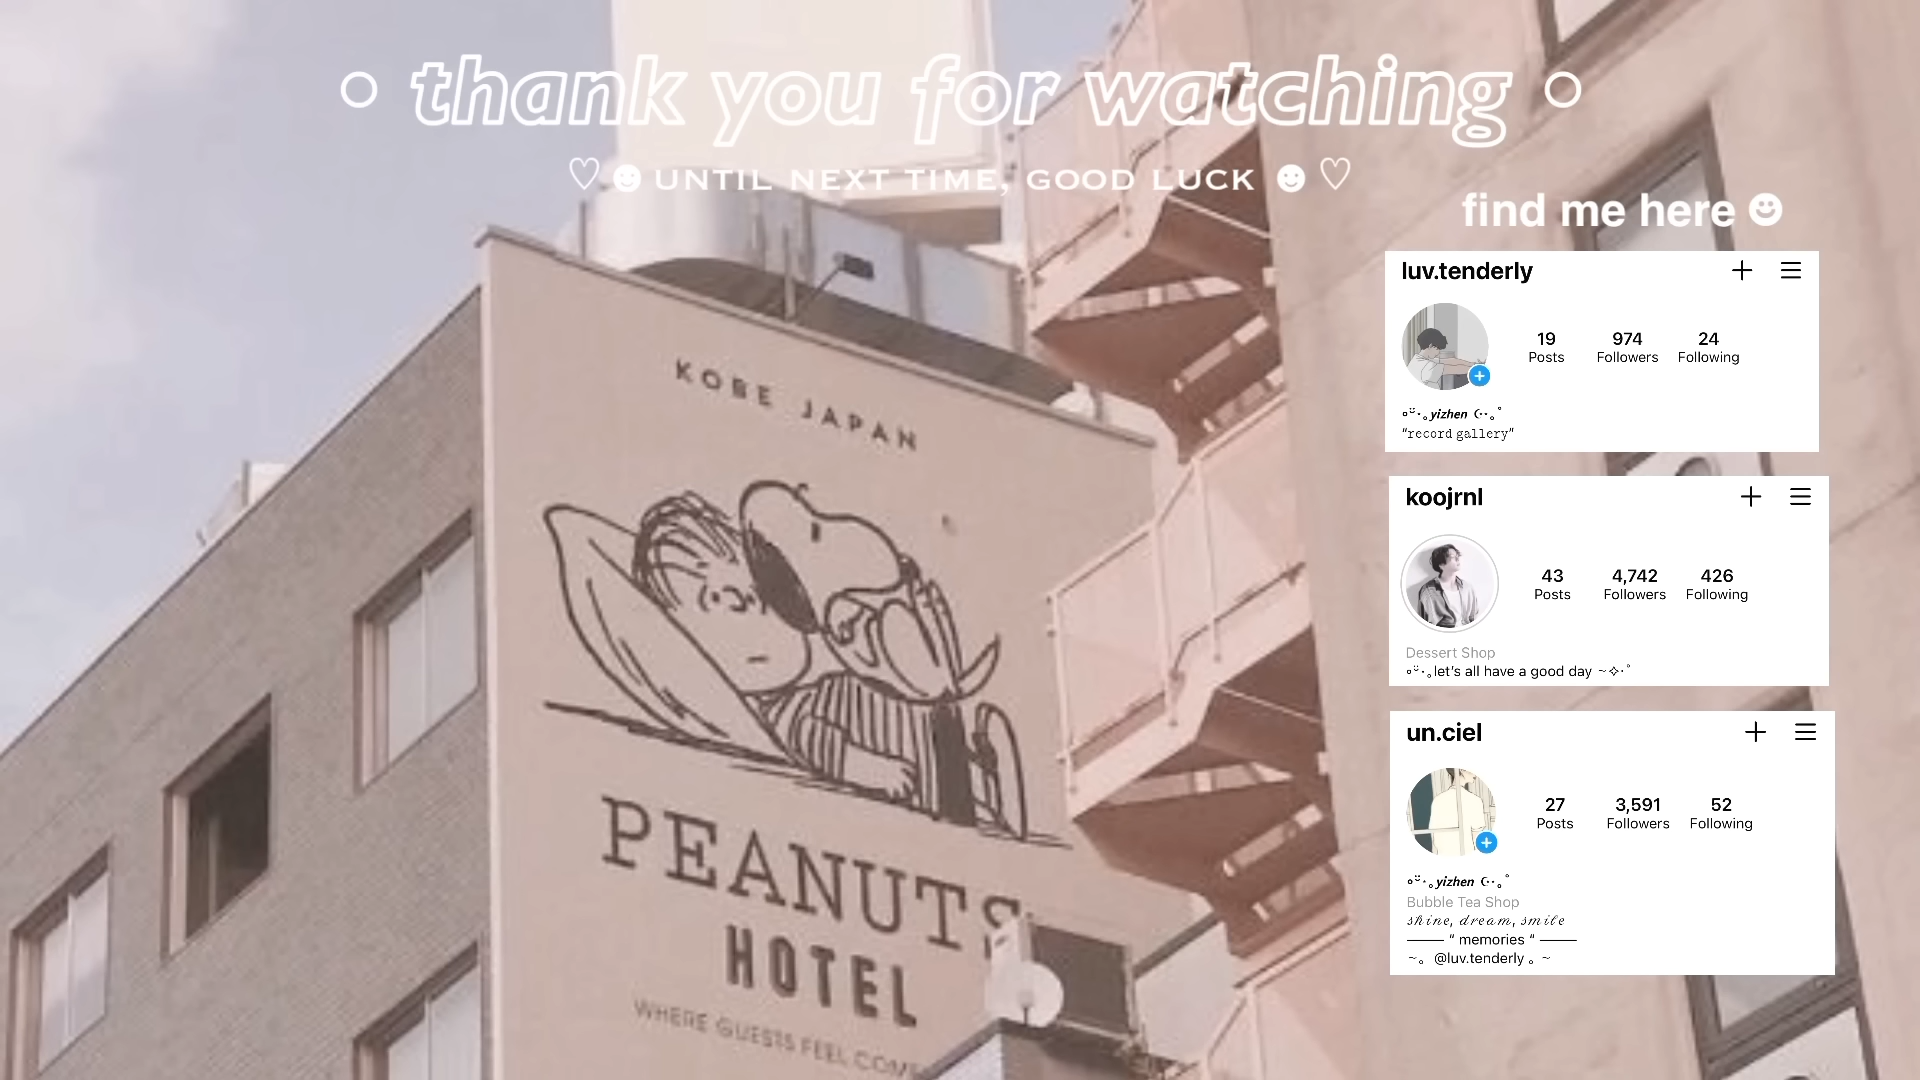 ○ thank you for watching ○
♡ ☻ UNTIL NEXT TIME, GOOD LUCK ☻ ♡
find me here ☻
KOBE JAPAN
PEANUTS
HOTEL
WHERE GUESTS FEEL COME
luv.tenderly
19 974 24
Posts Followers Following
yizhen
"record gallery"
koojrnl
43 4,742 426
Posts Followers Following
Dessert Shop
let's all have a good day ~✧･ﾟ
un.ciel
27 3,591 52
Posts Followers Following
yizhen
Bubble Tea Shop
shine, dream, smile
—— " memories " ——
~。 @luv.tenderly 。~